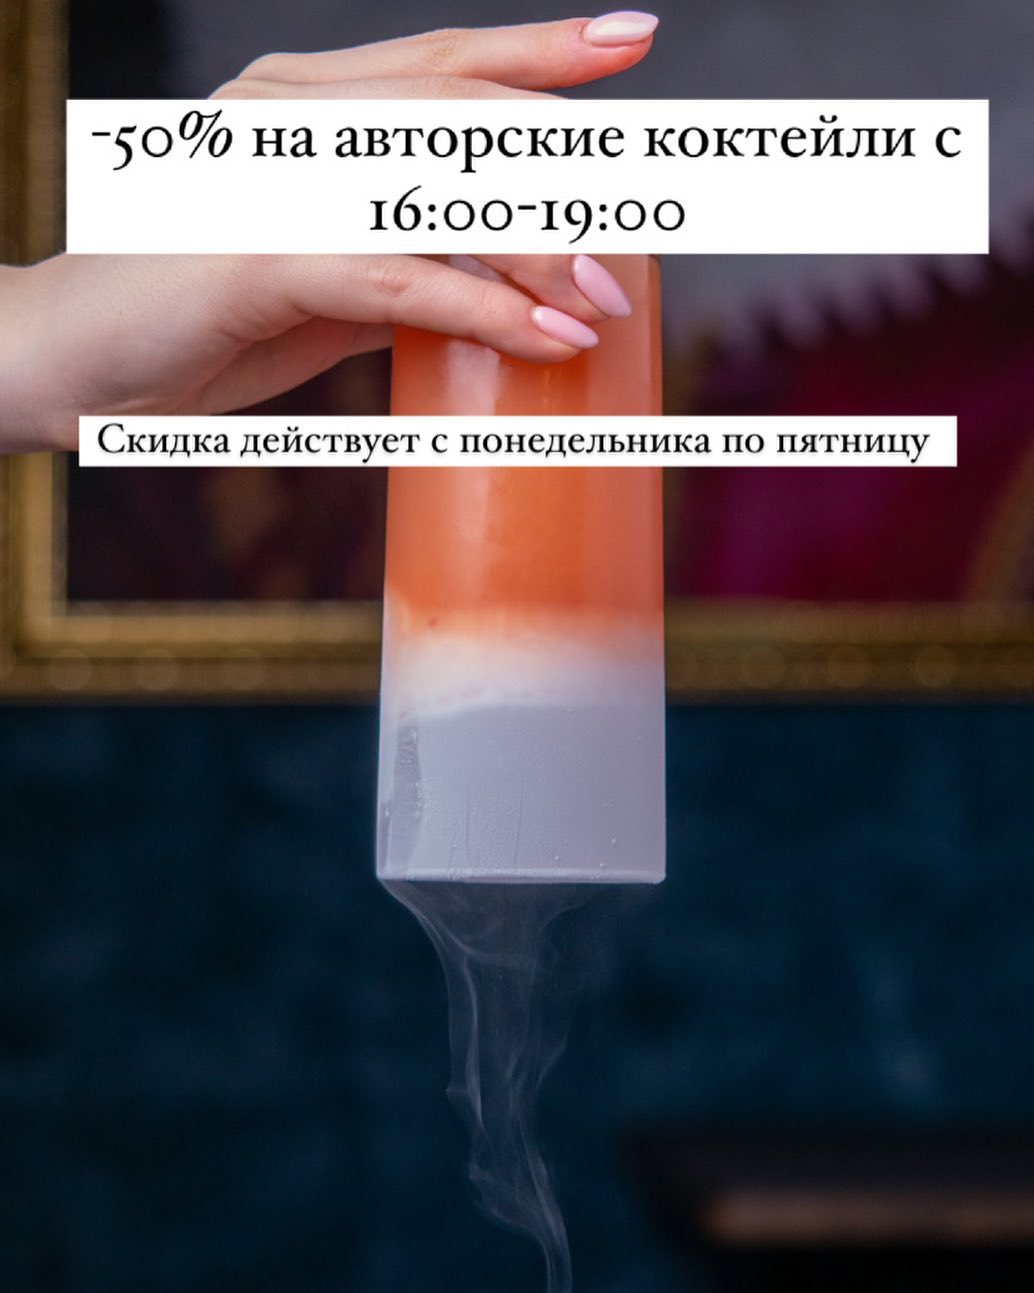 -50% на авторские коктейли с
16:00-19:00
Скидка действует с понедельника по пятницу